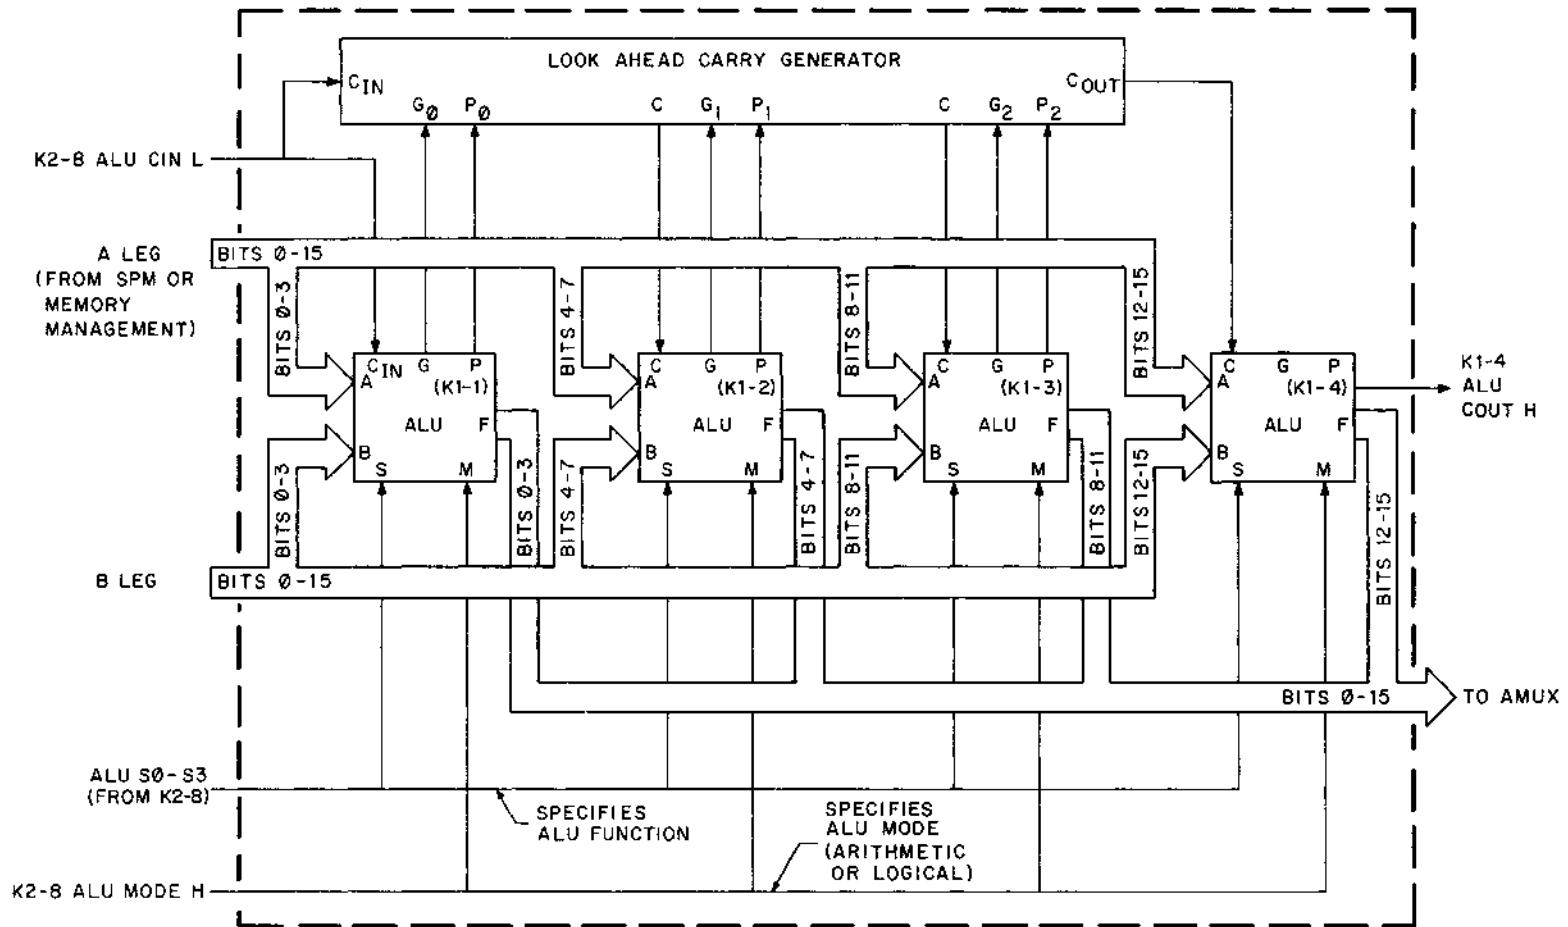 LOOK AHEAD CARRY GENERATOR
CIN
COUT
GØ PØ C G1 P1 C G2 P2
K2-8 ALU CIN L
A LEG
(FROM SPM OR
MEMORY
MANAGEMENT)
BITS Ø-15
BITS Ø-3
BITS 4-7
BITS 8-11
BITS 12-15
CIN G P
A (K1-1)
ALU F
B
S M
C G P
A (K1-2)
ALU F
B
S M
C G P
A (K1-3)
ALU F
B
S M
C G P
A (K1-4)
ALU F
B
S M
K1-4
ALU
COUT H
BITS Ø-3
BITS Ø-3
BITS 4-7
BITS 4-7
BITS 8-11
BITS 8-11
BITS 12-15
BITS 12-15
B LEG
BITS Ø-15
BITS Ø-15
TO AMUX
ALU SØ-S3
(FROM K2-8)
SPECIFIES
ALU FUNCTION
SPECIFIES
ALU MODE
(ARITHMETIC
OR LOGICAL)
K2-8 ALU MODE H